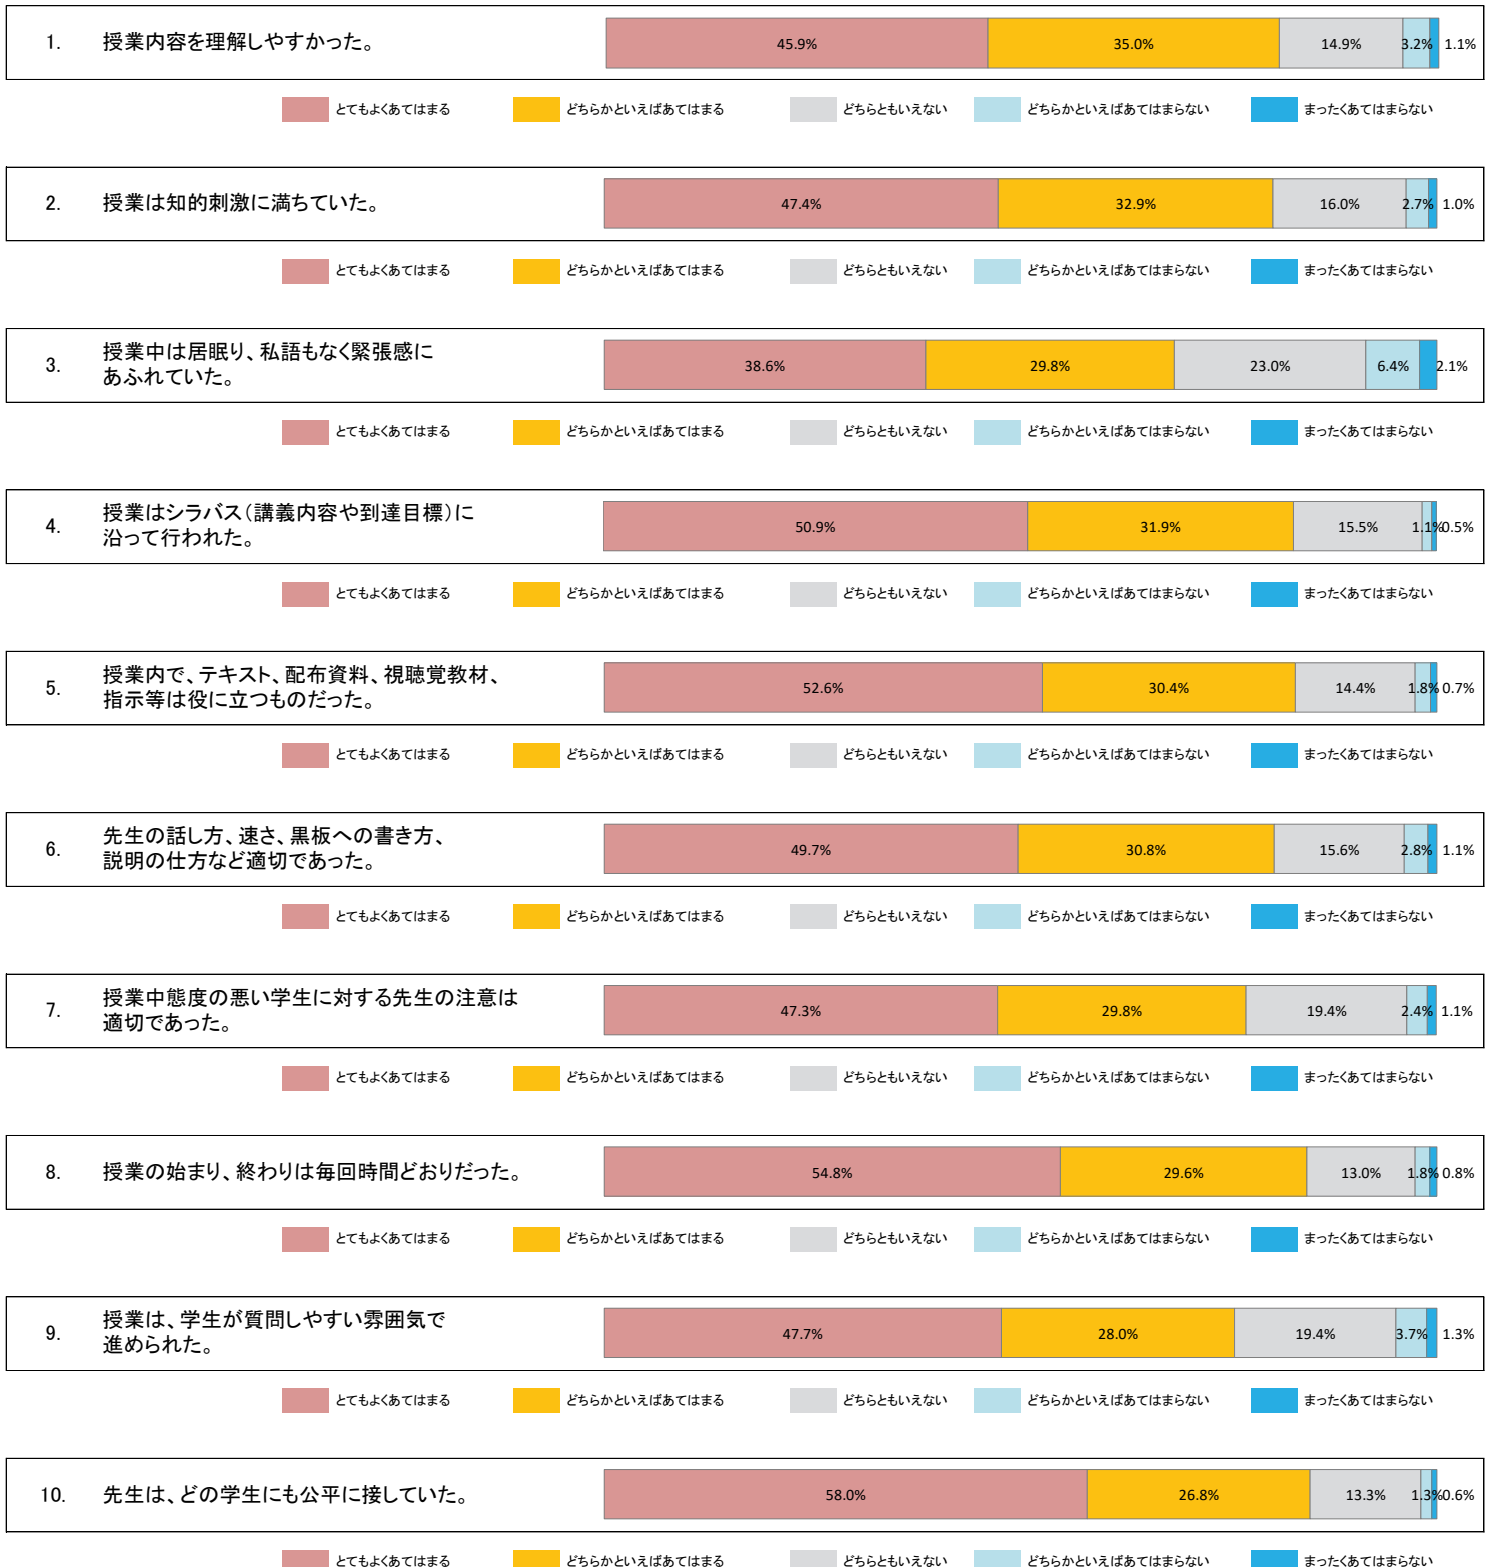 1. 授業内容を理解しやすかった。 45.9% 35.0% 14.9% 3.2% 1.1%
とてもよくあてはまる どちらかといえばあてはまる どちらともいえない どちらかといえばあてはまらない まったくあてはまらない
2. 授業は知的刺激に満ちていた。 47.4% 32.9% 16.0% 2.7% 1.0%
とてもよくあてはまる どちらかといえばあてはまる どちらともいえない どちらかといえばあてはまらない まったくあてはまらない
3. 授業中は居眠り、私語もなく緊張感に
あふれていた。 38.6% 29.8% 23.0% 6.4% 2.1%
とてもよくあてはまる どちらかといえばあてはまる どちらともいえない どちらかといえばあてはまらない まったくあてはまらない
4. 授業はシラバス（講義内容や到達目標）に
沿って行われた。 50.9% 31.9% 15.5% 1.1% 0.5%
とてもよくあてはまる どちらかといえばあてはまる どちらともいえない どちらかといえばあてはまらない まったくあてはまらない
5. 授業内で、テキスト、配布資料、視聴覚教材、
指示等は役に立つものだった。 52.6% 30.4% 14.4% 1.8% 0.7%
とてもよくあてはまる どちらかといえばあてはまる どちらともいえない どちらかといえばあてはまらない まったくあてはまらない
6. 先生の話し方、速さ、黒板への書き方、
説明の仕方など適切であった。 49.7% 30.8% 15.6% 2.8% 1.1%
とてもよくあてはまる どちらかといえばあてはまる どちらともいえない どちらかといえばあてはまらない まったくあてはまらない
7. 授業中態度の悪い学生に対する先生の注意は
適切であった。 47.3% 29.8% 19.4% 2.4% 1.1%
とてもよくあてはまる どちらかといえばあてはまる どちらともいえない どちらかといえばあてはまらない まったくあてはまらない
8. 授業の始まり、終わりは毎回時間どおりだった。 54.8% 29.6% 13.0% 1.8% 0.8%
とてもよくあてはまる どちらかといえばあてはまる どちらともいえない どちらかといえばあてはまらない まったくあてはまらない
9. 授業は、学生が質問しやすい雰囲気で
進められた。 47.7% 28.0% 19.4% 3.7% 1.3%
とてもよくあてはまる どちらかといえばあてはまる どちらともいえない どちらかといえばあてはまらない まったくあてはまらない
10. 先生は、どの学生にも公平に接していた。 58.0% 26.8% 13.3% 1.3% 0.6%
とてもよくあてはまる どちらかといえばあてはまる どちらともいえない どちらかといえばあてはまらない まったくあてはまらない